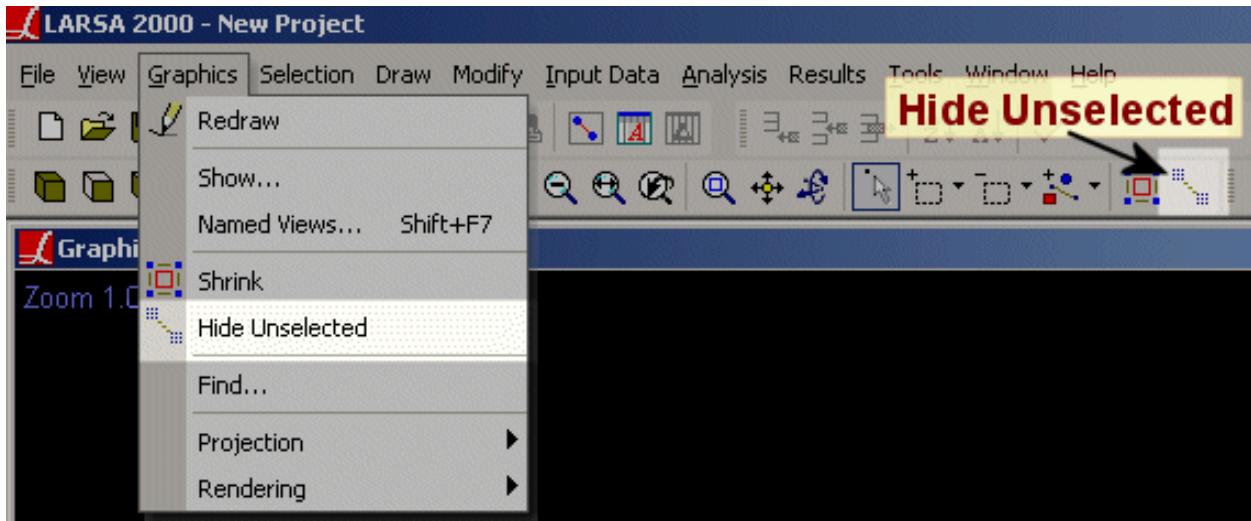 LARSA 2000 - New Project
File View Graphics Selection Draw Modify Input Data Analysis Results Tools Window Help
Hide Unselected
Redraw
Show...
Named Views... Shift+F7
Graphi
Shrink
Zoom 1.0
Hide Unselected
Find...
Projection
Rendering